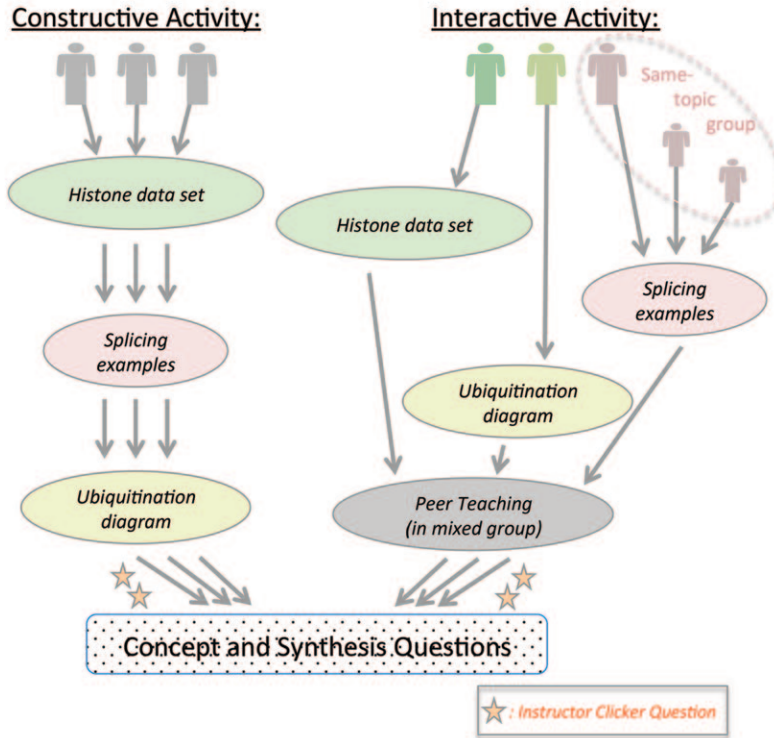 Constructive Activity:
Histone data set
Splicing
examples
Ubiquitination
diagram
Interactive Activity:
Same-
topic
group
Histone data set
Splicing
examples
Ubiquitination
diagram
Peer Teaching
(in mixed group)
Concept and Synthesis Questions
: Instructor Clicker Question